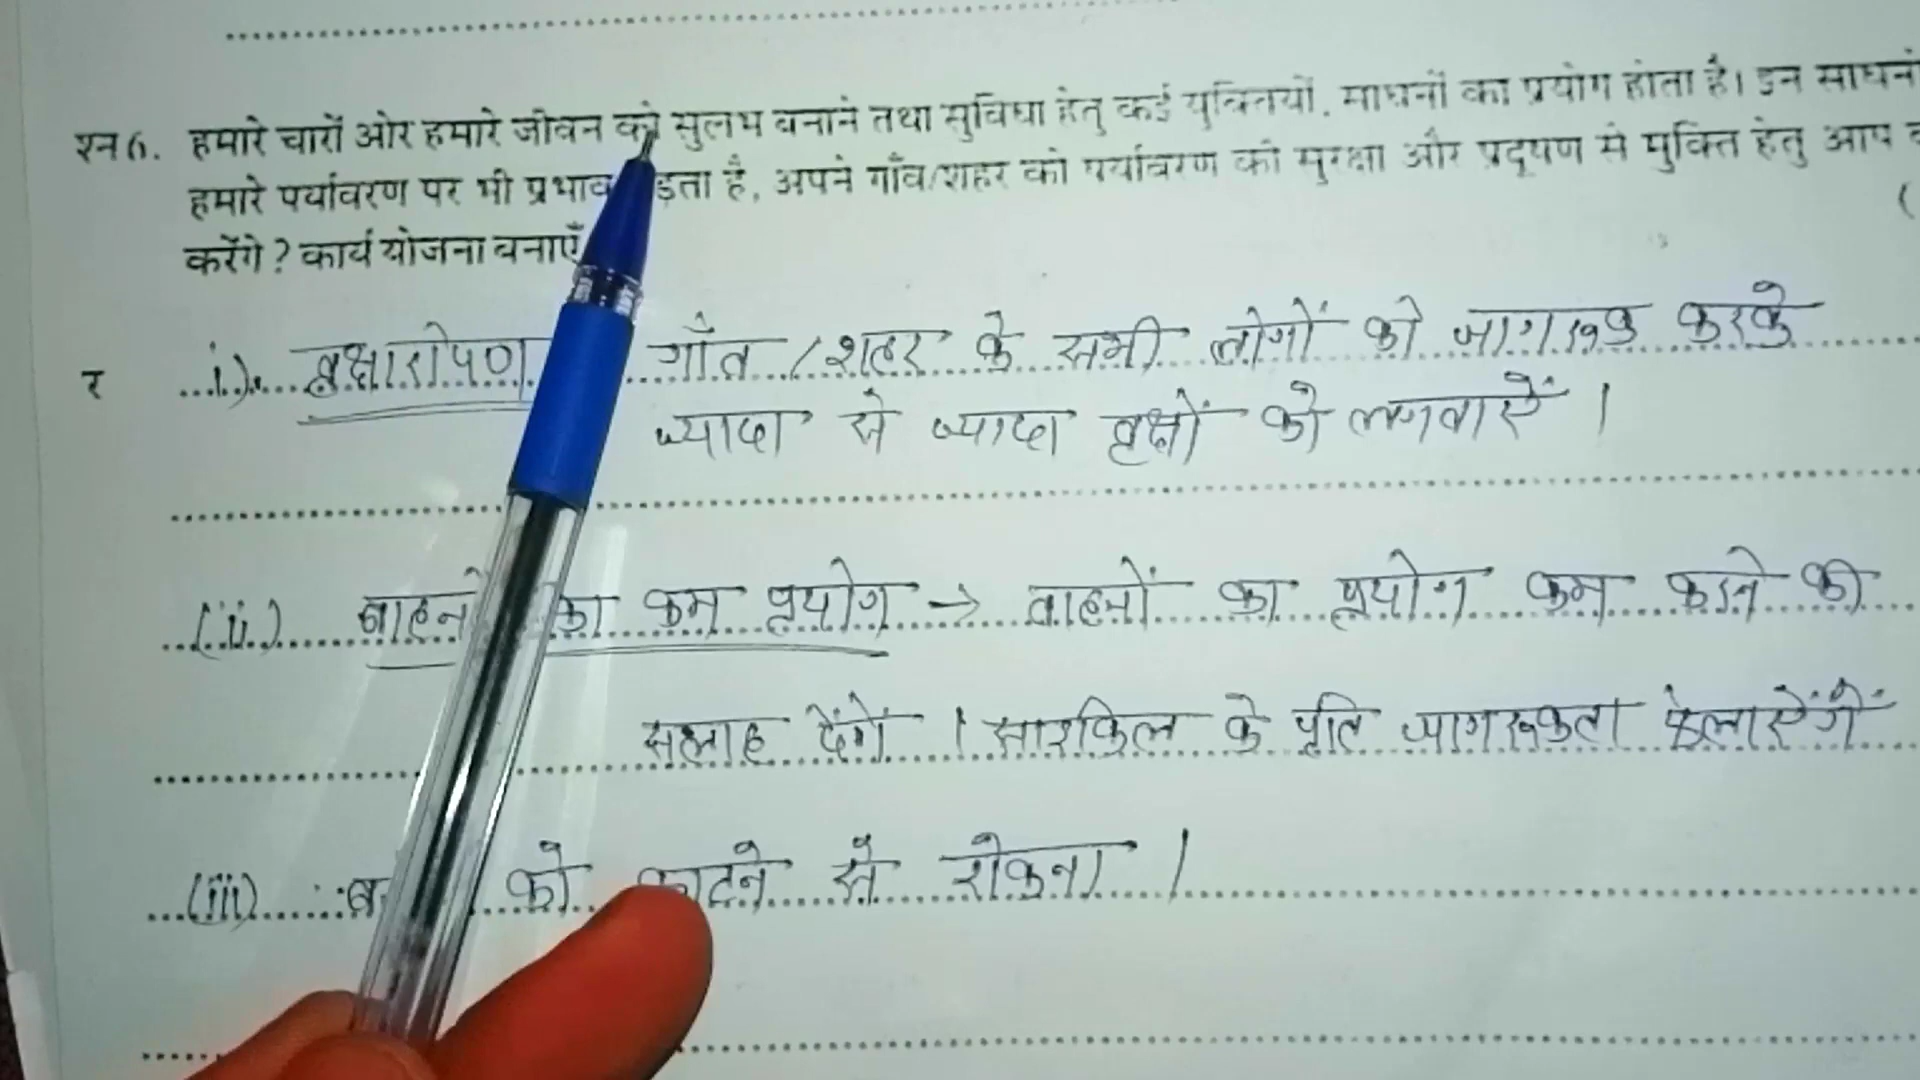 श्न 6. हमारे चारों ओर हमारे जीवन को सुलभ बनाने तथा सुविधा हेतु कई युक्तियों, साधनों का प्रयोग होता है। इन साधनों
हमारे पर्यावरण पर भी प्रभाव ड़ता है, अपने गाँव/शहर को पर्यावरण की सुरक्षा और प्रदूषण से मुक्ति हेतु आप
करेंगे? कार्य योजना बनाएँ
(
र i). वृक्षारोपण गाँव / शहर के सभी लोगों को जागरूक करके
ज्यादा से ज्यादा वृक्षों को लगवाऐं ।
(ii) वाहनो का कम प्रयोग → वाहनों का प्रयोग कम करने की
सलाह देंगें । साइकिल के प्रति जागरूकता फेलाऐंगें
(iii) को काटने से रोकना ।